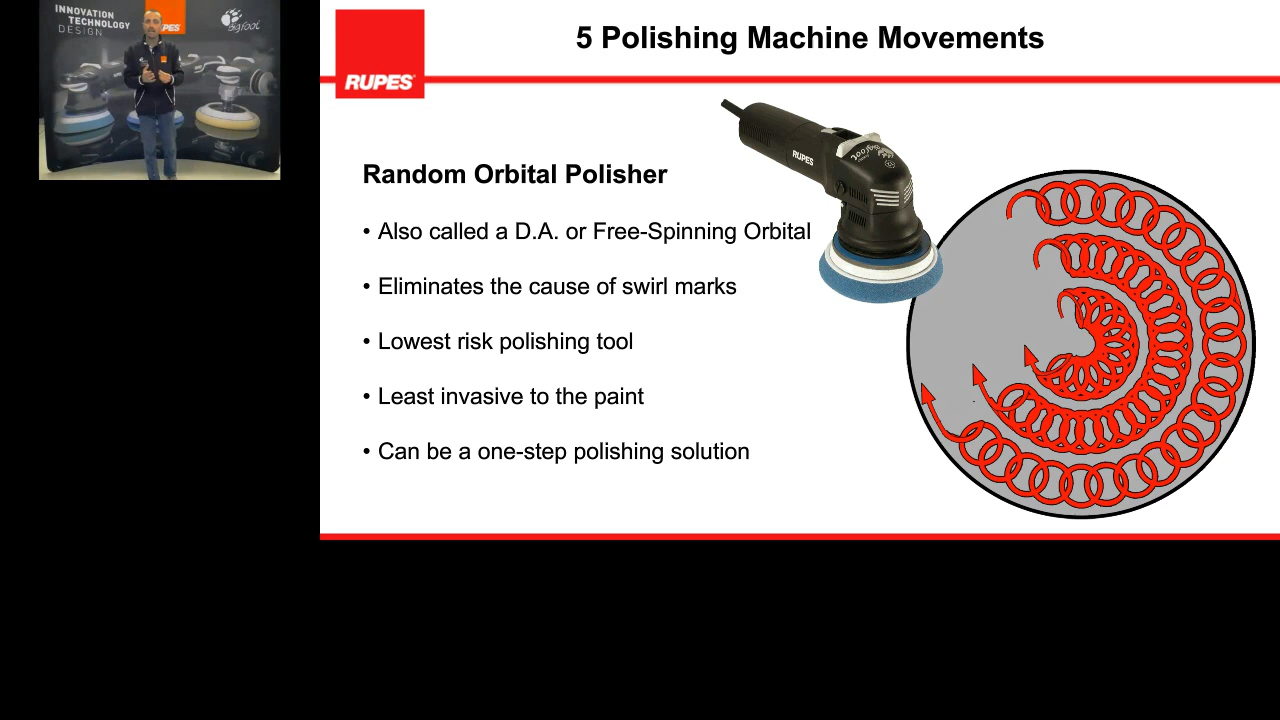 INNOVATION
TECHNOLOGY
DESIGN
PES
bigfoot
RUPES
5 Polishing Machine Movements
RUPES
Random Orbital Polisher
• Also called a D.A. or Free-Spinning Orbital
• Eliminates the cause of swirl marks
• Lowest risk polishing tool
• Least invasive to the paint
• Can be a one-step polishing solution